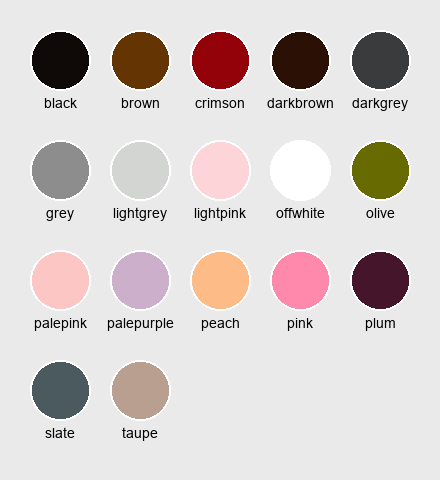 black brown crimson darkbrown darkgrey
grey lightgrey lightpink offwhite olive
palepink palepurple peach pink plum
slate taupe